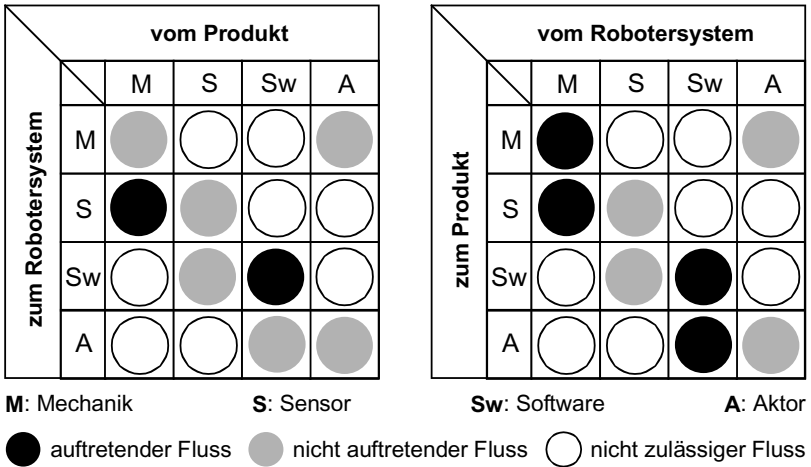 vom Produkt
M S Sw A
zum Robotersystem
M
S
Sw
A
vom Robotersystem
M S Sw A
zum Produkt
M
S
Sw
A
M: Mechanik S: Sensor Sw: Software A: Aktor
auftretender Fluss nicht auftretender Fluss nicht zulässiger Fluss